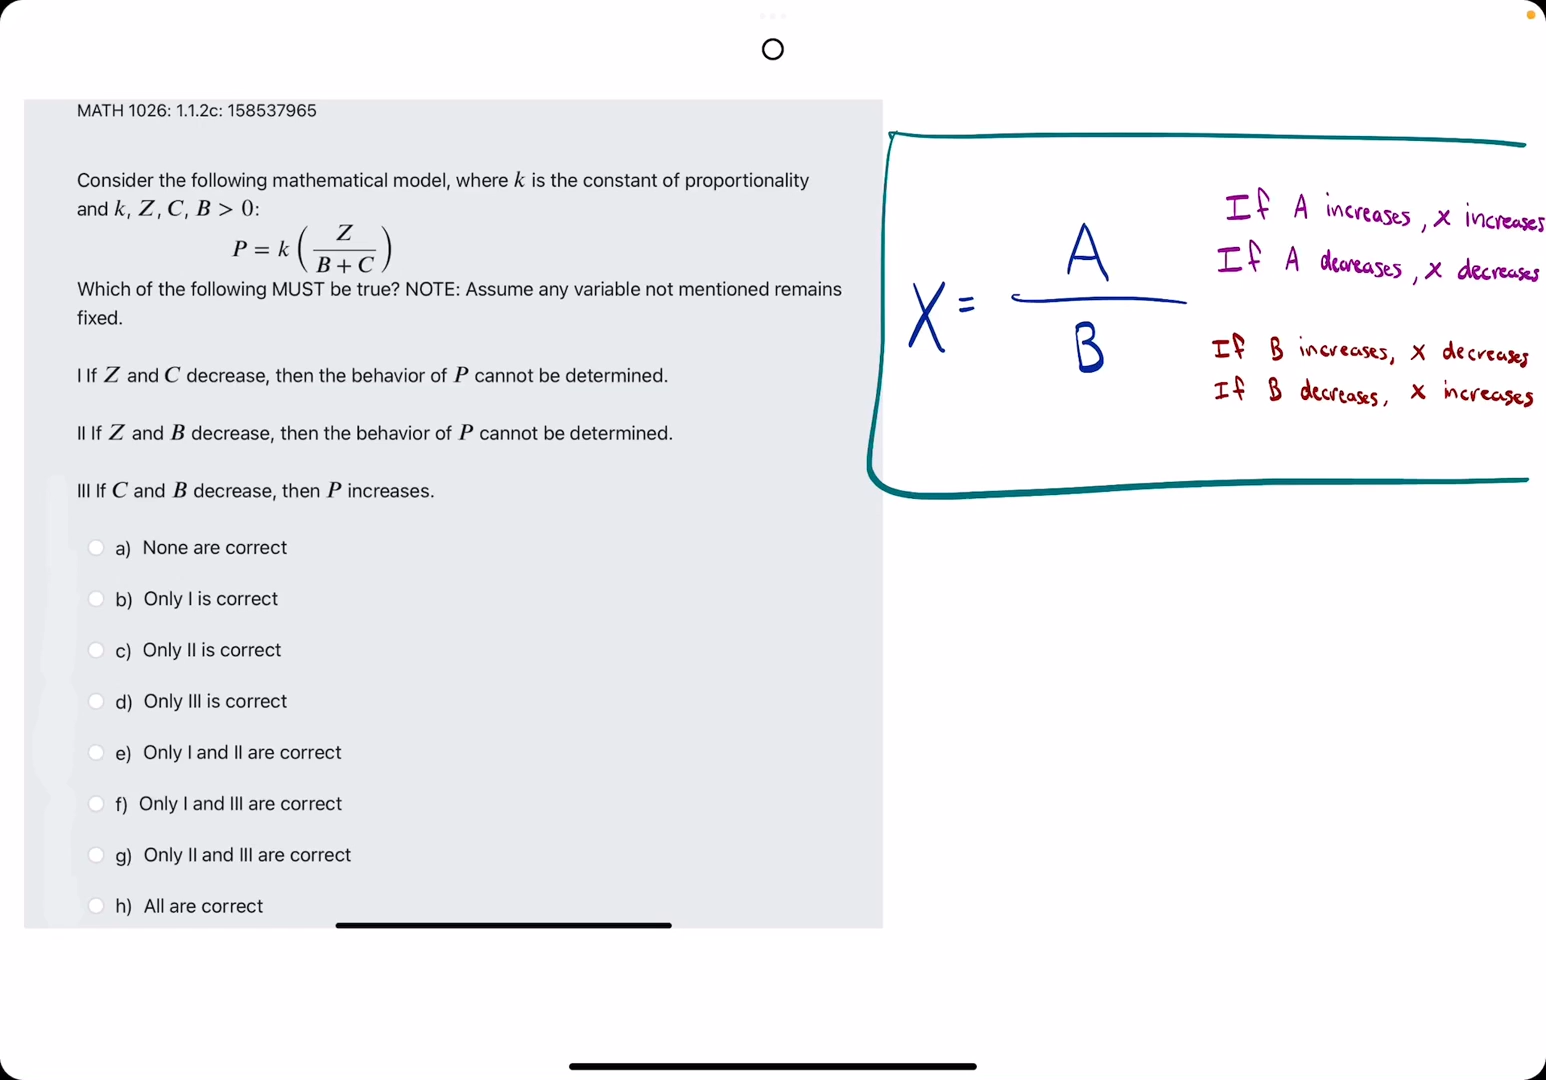 MATH 1026: 1.1.2c: 158537965
Consider the following mathematical model, where k is the constant of proportionality
and k, Z, C, B > 0:
P = k ( Z / (B + C) )
Which of the following MUST be true? NOTE: Assume any variable not mentioned remains
fixed.
I If Z and C decrease, then the behavior of P cannot be determined.
II If Z and B decrease, then the behavior of P cannot be determined.
III If C and B decrease, then P increases.
a) None are correct
b) Only I is correct
c) Only II is correct
d) Only III is correct
e) Only I and II are correct
f) Only I and III are correct
g) Only II and III are correct
h) All are correct
X = A / B
If A increases, x increases
If A decreases, x decreases
If B increases, x decreases
If B decreases, x increases